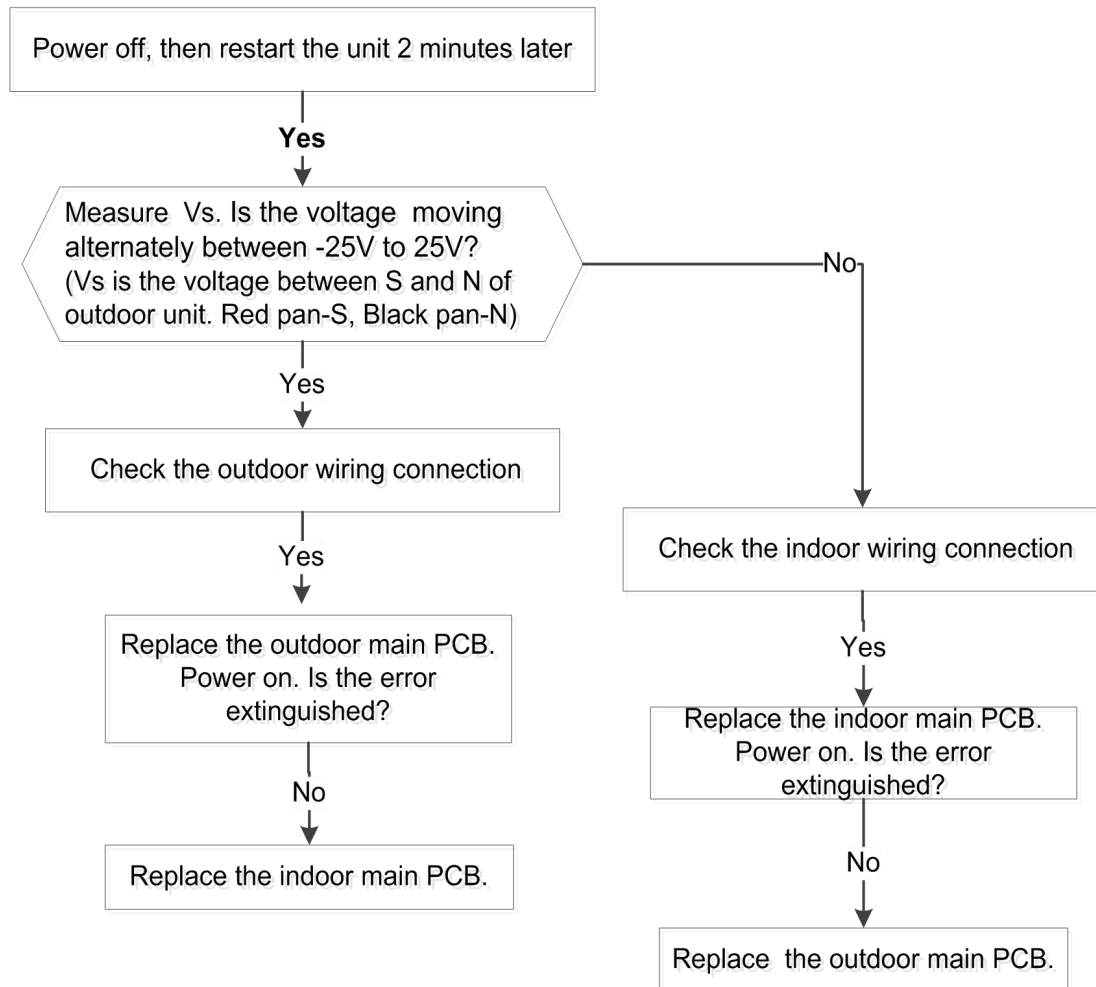 Power off, then restart the unit 2 minutes later
Yes
Measure Vs. Is the voltage moving
alternately between -25V to 25V?
(Vs is the voltage between S and N of
outdoor unit. Red pan-S, Black pan-N)
No
Yes
Check the outdoor wiring connection
Yes
Replace the outdoor main PCB.
Power on. Is the error
extinguished?
No
Replace the indoor main PCB.
Check the indoor wiring connection
Yes
Replace the indoor main PCB.
Power on. Is the error
extinguished?
No
Replace the outdoor main PCB.